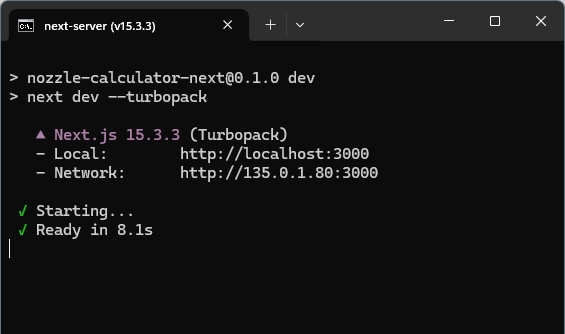 next-server (v15.3.3)
> nozzle-calculator-next@0.1.0 dev
> next dev --turbopack
▲ Next.js 15.3.3 (Turbopack)
- Local: http://localhost:3000
- Network: http://135.0.1.80:3000
✓ Starting...
✓ Ready in 8.1s